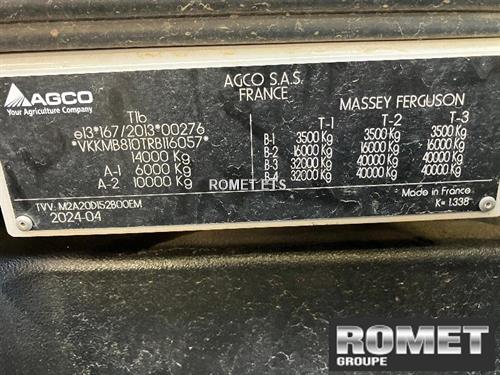 AGCO
Your Agriculture Company
AGCO S.A.S.
FRANCE
MASSEY FERGUSON
T1b
e13*167/2013*00276
*VKKMB810TRB116057*
14000 Kg
A-1 6000 Kg
A-2 10000 Kg
T-1 T-2 T-3
B-1 3500 Kg 3500 Kg 3500 Kg
B-2 16000 Kg 16000 Kg 16000 Kg
B-3 32000 Kg 40000 Kg 40000 Kg
B-4 32000 Kg 40000 Kg 40000 Kg
ROMET ETS
TVV. M2A20D152B00EM
2024-04
Made in France
K= 1.338
ROMET
GROUPE